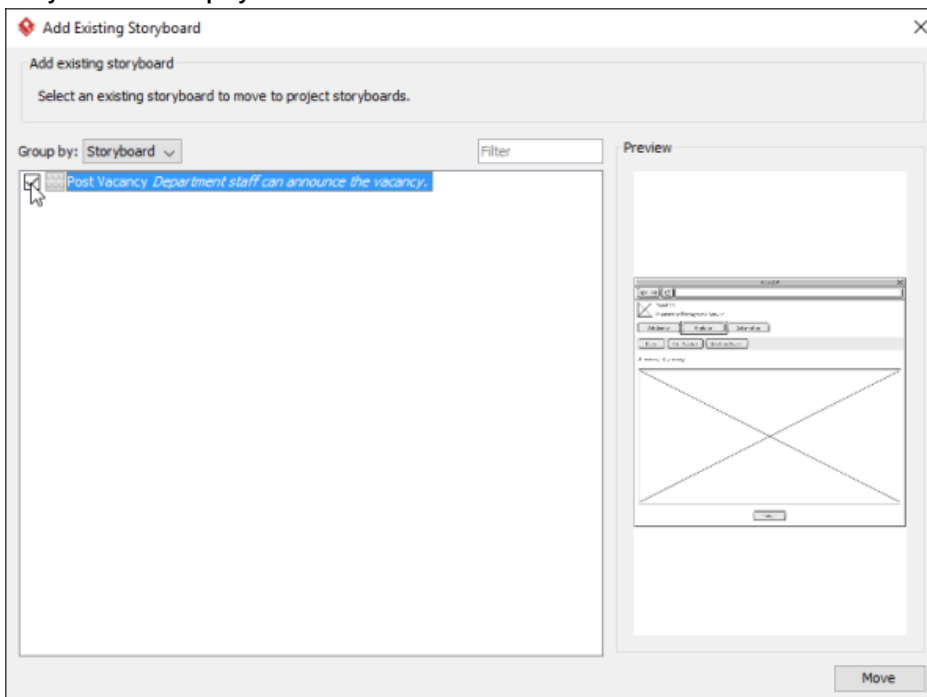 Add Existing Storyboard
Add existing storyboard
Select an existing storyboard to move to project storyboards.
Group by: Storyboard
Filter
Preview
Post Vacancy Department staff can announce the vacancy.
Move